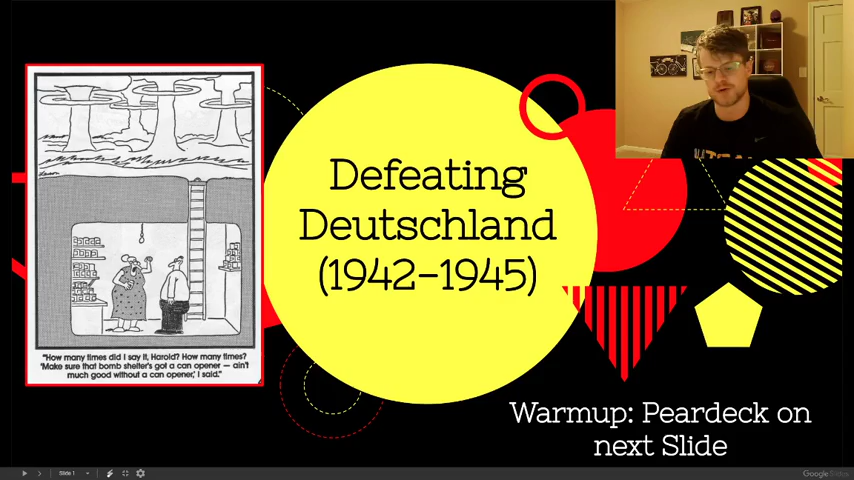 Defeating
Deutschland
(1942-1945)
"How many times did I say it, Harold? How many times?
'Make sure that bomb shelter's got a can opener — ain't
much good without a can opener,' I said."
Warmup: Peardeck on
next Slide
Slide 1
Google Slides